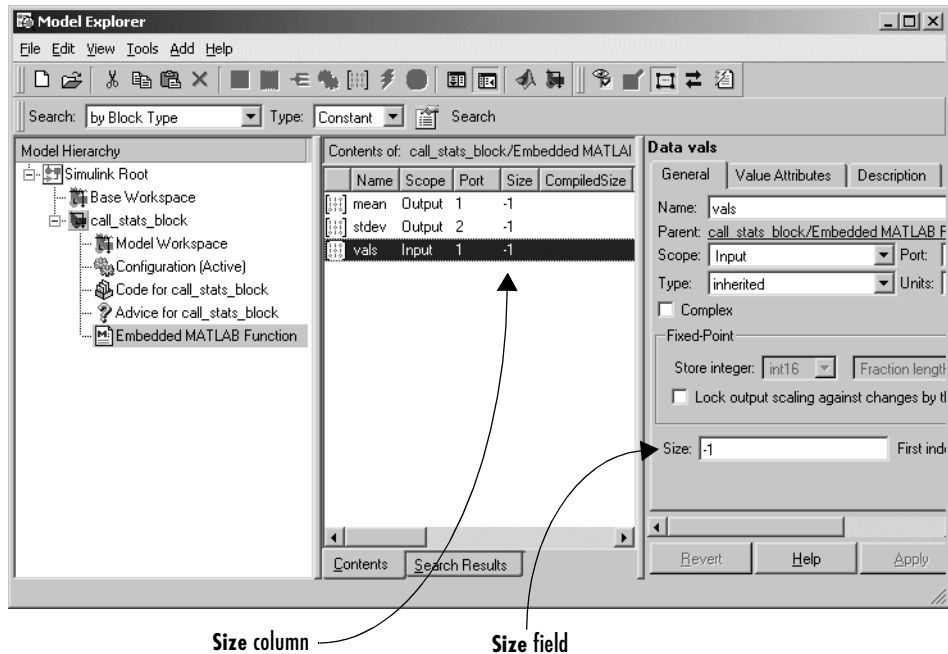 Model Explorer
File Edit View Tools Add Help
Search: by Block Type Type: Constant Search
Model Hierarchy
Simulink Root
Base Workspace
call_stats_block
Model Workspace
Configuration (Active)
Code for call_stats_block
Advice for call_stats_block
Embedded MATLAB Function
Contents of: call_stats_block/Embedded MATLAI
Name Scope Port Size CompiledSize
mean Output 1 -1
stdev Output 2 -1
vals Input 1 -1
Contents Search Results
Data vals
General Value Attributes Description
Name: vals
Parent: call_stats_block/Embedded MATLAB F
Scope: Input Port:
Type: inherited Units:
Complex
Fixed-Point
Store integer: int16 Fraction length
Lock output scaling against changes by tl
Size: -1 First inde
Revert Help Apply
Size column
Size field